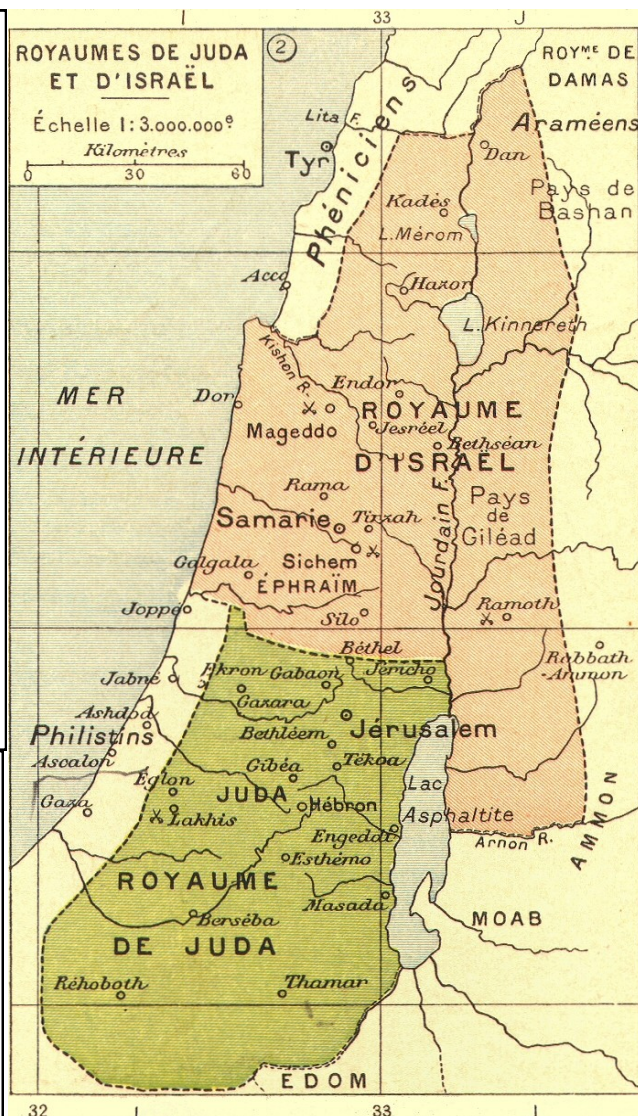 33
J
ROYAUMES DE JUDA
ET D'ISRAËL
Échelle 1:3.000.000ᵉ.
Kilomètres
0
30
60
2
ROYᵐᴱ DE
DAMAS
Lita F.
Araméens
Tyr
Phéniciens
Dan
Pays de
Bashan
Kadès
L. Mérom
Acco
Hazor
L. Kinnereth
Kishon R.
Endor
MER
INTÉRIEURE
Dor
ROYAUME
D'ISRAËL
Mageddo
Jesréel
Bethséan
Rama
Pays
de
Giléad
Samarie
Tirzah
Jourdain F.
Sichem
Galgala
ÉPHRAÏM
Joppé
Silo
Ramoth
Béthel
Rabbath
-Ammon
Jabné
Ekron
Gabaon
Jéricho
Gazara
Ashdod
Philistins
Jérusalem
Bethléem
Ascalon
Gibéa
Tékoa
Eglon
JUDA
Hébron
Lac
Asphaltite
Gaza
Lakhis
Engeddi
Arnon R.
AMMON
Esthémo
ROYAUME
DE JUDA
Masada
MOAB
Berséba
Réhoboth
Thamar
EDOM
32
33